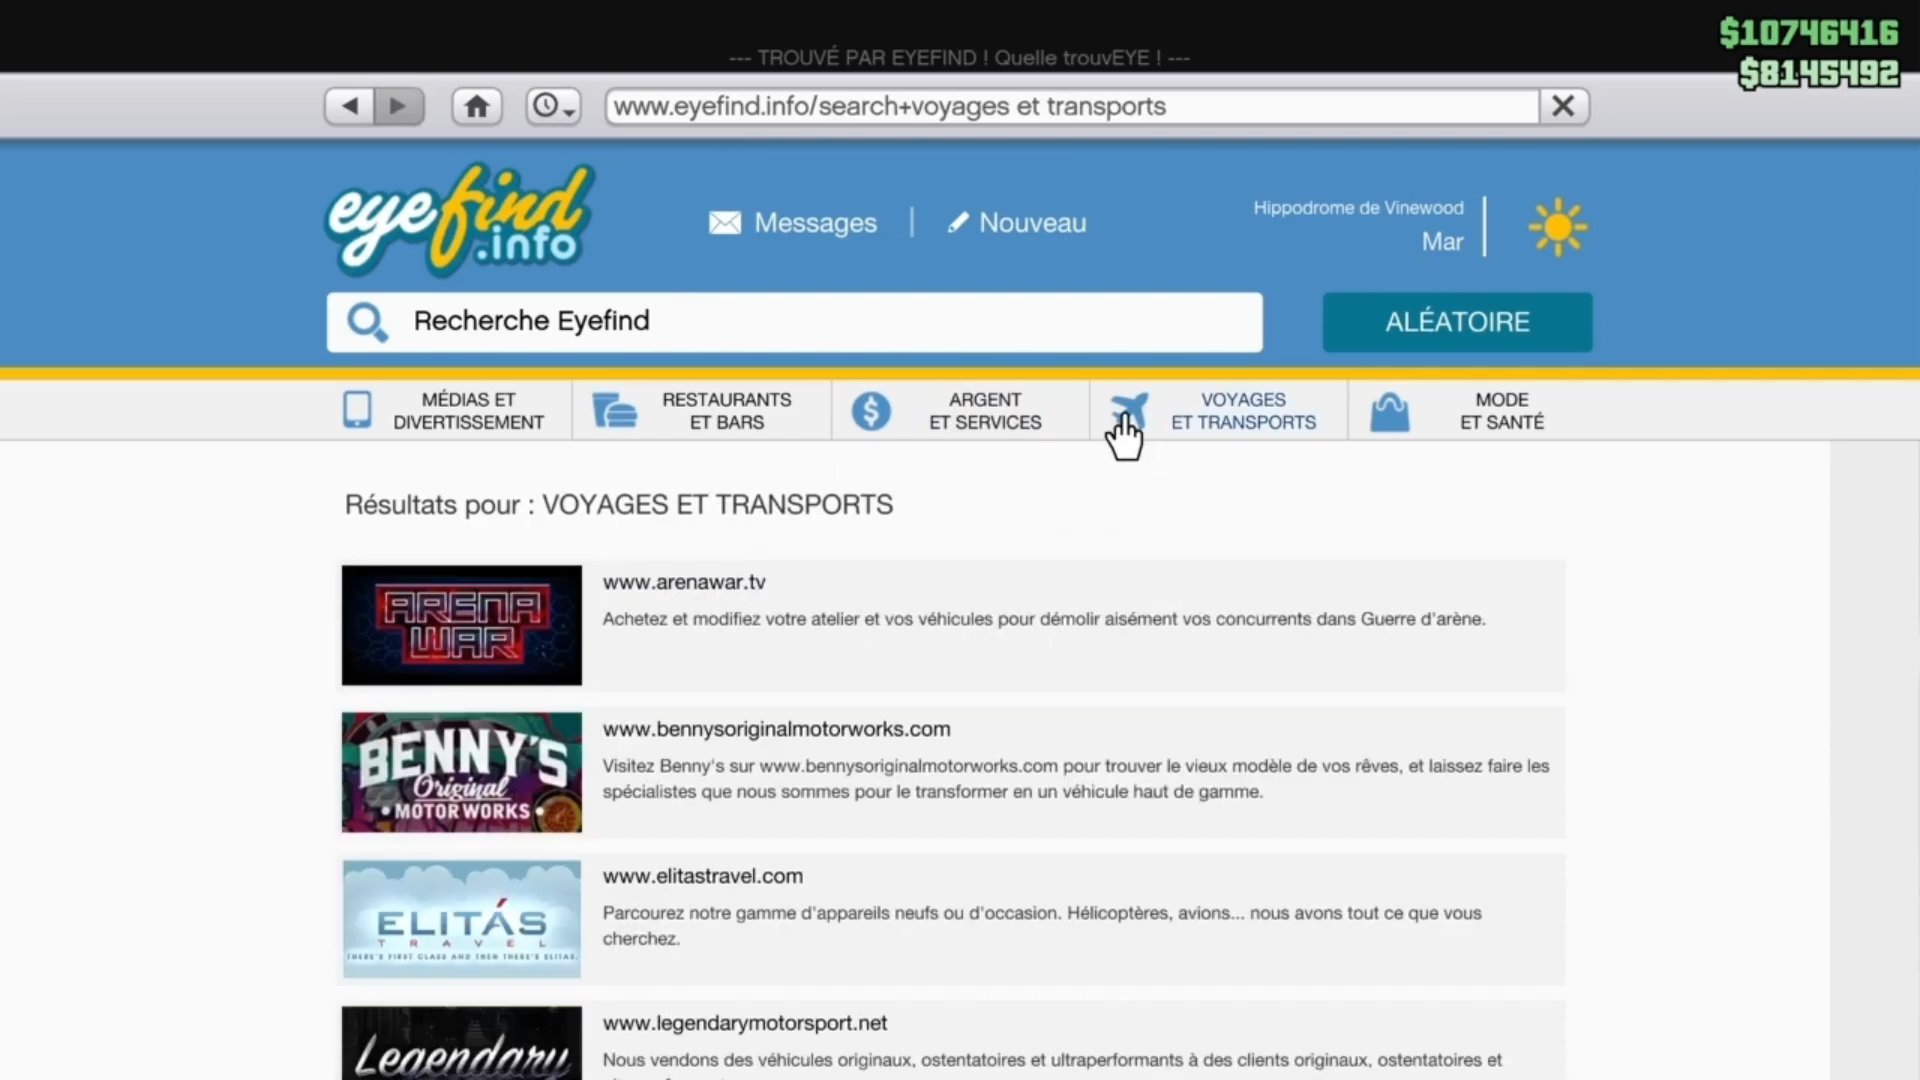 $10746416
--- TROUVÉ PAR EYEFIND ! Quelle trouvEYE ! ---
$8145492
www.eyefind.info/search+voyages et transports
eyefind
.info
Messages
Nouveau
Hippodrome de Vinewood
Mar
Recherche Eyefind
ALÉATOIRE
MÉDIAS ET
DIVERTISSEMENT
RESTAURANTS
ET BARS
ARGENT
ET SERVICES
VOYAGES
ET TRANSPORTS
MODE
ET SANTÉ
Résultats pour : VOYAGES ET TRANSPORTS
ARENA
WAR
www.arenawar.tv
Achetez et modifiez votre atelier et vos véhicules pour démolir aisément vos concurrents dans Guerre d'arène.
BENNY'S
Original
• MOTOR WORKS •
www.bennysoriginalmotorworks.com
Visitez Benny's sur www.bennysoriginalmotorworks.com pour trouver le vieux modèle de vos rêves, et laissez faire les
spécialistes que nous sommes pour le transformer en un véhicule haut de gamme.
ELITÁS
TRAVEL
THERE'S FIRST CLASS AND THEN THERE'S ELITAS.
www.elitastravel.com
Parcourez notre gamme d'appareils neufs ou d'occasion. Hélicoptères, avions... nous avons tout ce que vous
cherchez.
Legendary
www.legendarymotorsport.net
Nous vendons des véhicules originaux, ostentatoires et ultraperformants à des clients originaux, ostentatoires et